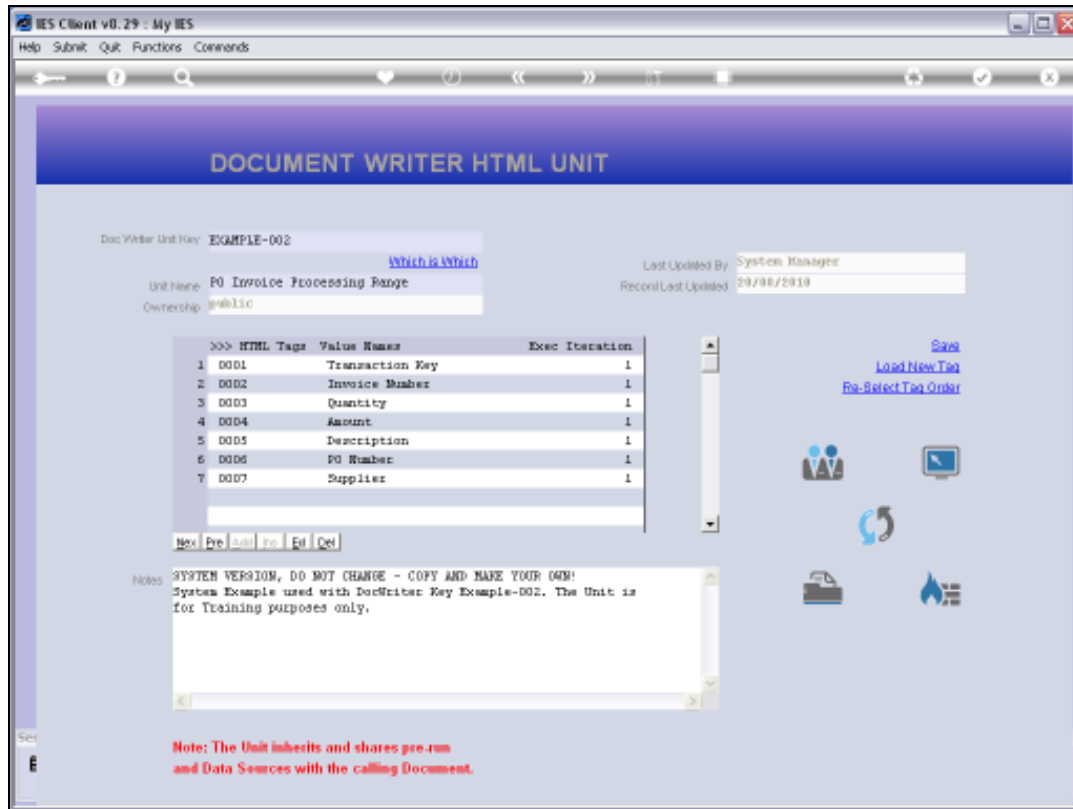 IES Client v8.29 : My IES
Help Submit Quit Functions Commands
DOCUMENT WRITER HTML UNIT
Doc Writer Unit Key EXAMPLE-002
Which is Which
Last Updated By System Manager
Unit Name PO Invoice Processing Range
Record Last Updated 20/08/2010
Ownership public
>>> HTML Tags Value Names Exec Iteration
1 0001 Transaction Key 1
2 0002 Invoice Number 1
3 0003 Quantity 1
4 0004 Amount 1
5 0005 Description 1
6 0006 PO Number 1
7 0007 Supplier 1
Save
Load New Tag
Re-Select Tag Order
Nex Pre Add Ins Ed Del
Notes
SYSTEM VERSION, DO NOT CHANGE - COPY AND MAKE YOUR OWN!
System Example used with DocWriter Key Example-002. The Unit is
for Training purposes only.
Note: The Unit inherits and shares pre-run
and Data Sources with the calling Document.